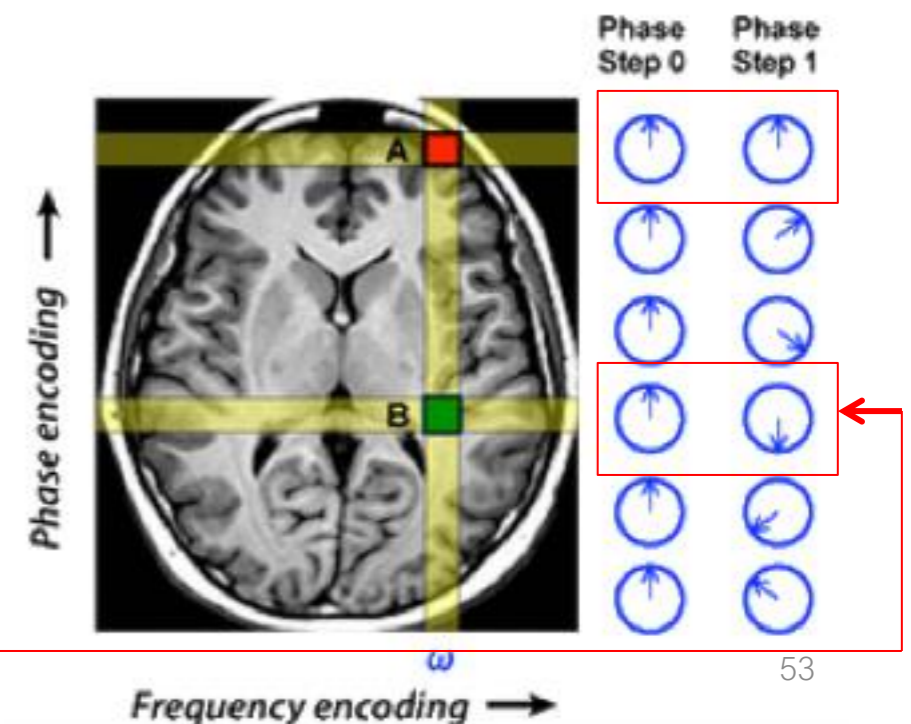 Phase Phase
Step 0 Step 1
A
B
Phase encoding
ω
53
Frequency encoding